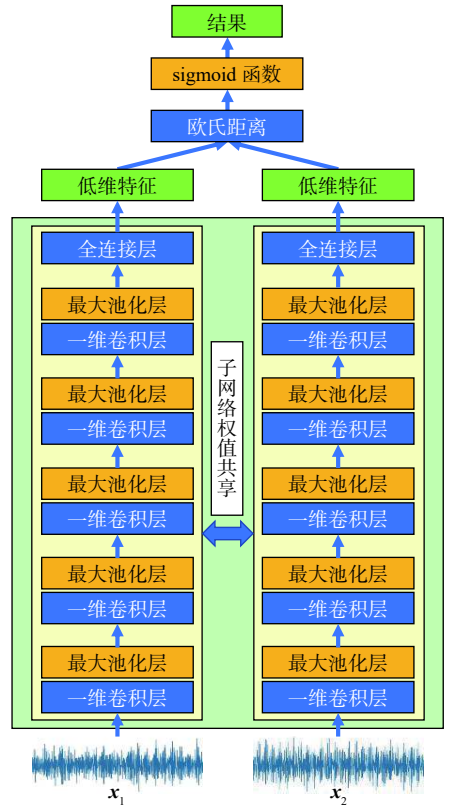 结果
sigmoid 函数
欧氏距离
低维特征
低维特征
全连接层
最大池化层
一维卷积层
最大池化层
一维卷积层
最大池化层
一维卷积层
最大池化层
一维卷积层
最大池化层
一维卷积层
子网络权值共享
全连接层
最大池化层
一维卷积层
最大池化层
一维卷积层
最大池化层
一维卷积层
最大池化层
一维卷积层
最大池化层
一维卷积层
x₁
x₂